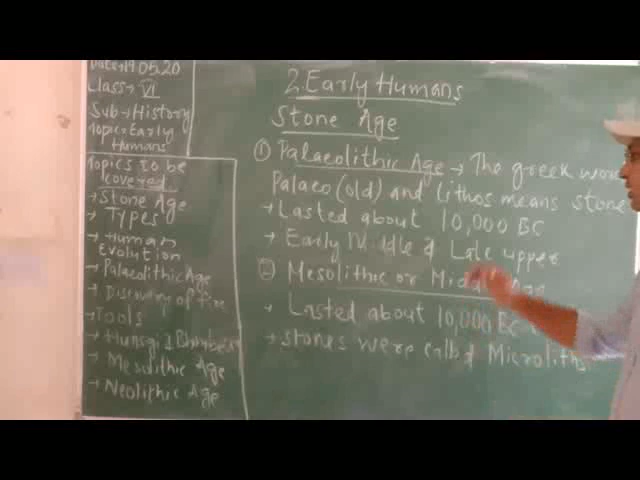 Date:-19.05.20
Class→VI
Sub→History
Topic:-Early
Humans
Topics to be
covered
→Stone Age
→Types
→Human
Evolution
→Palaeolithic Age
→Discovery of fire
→Tools
→Hunsgi & Bhimbetka
→Mesolithic Age
→Neolithic Age
2. Early Humans
Stone Age
① Palaeolithic Age → The greek word
Palaeo (old) and Lithos means stone
→ Lasted about 10,000 BC
→ Early Middle & Late upper
② Mesolithic or Middle Age
→ Lasted about 10,000 BC
→ stones were called Microliths